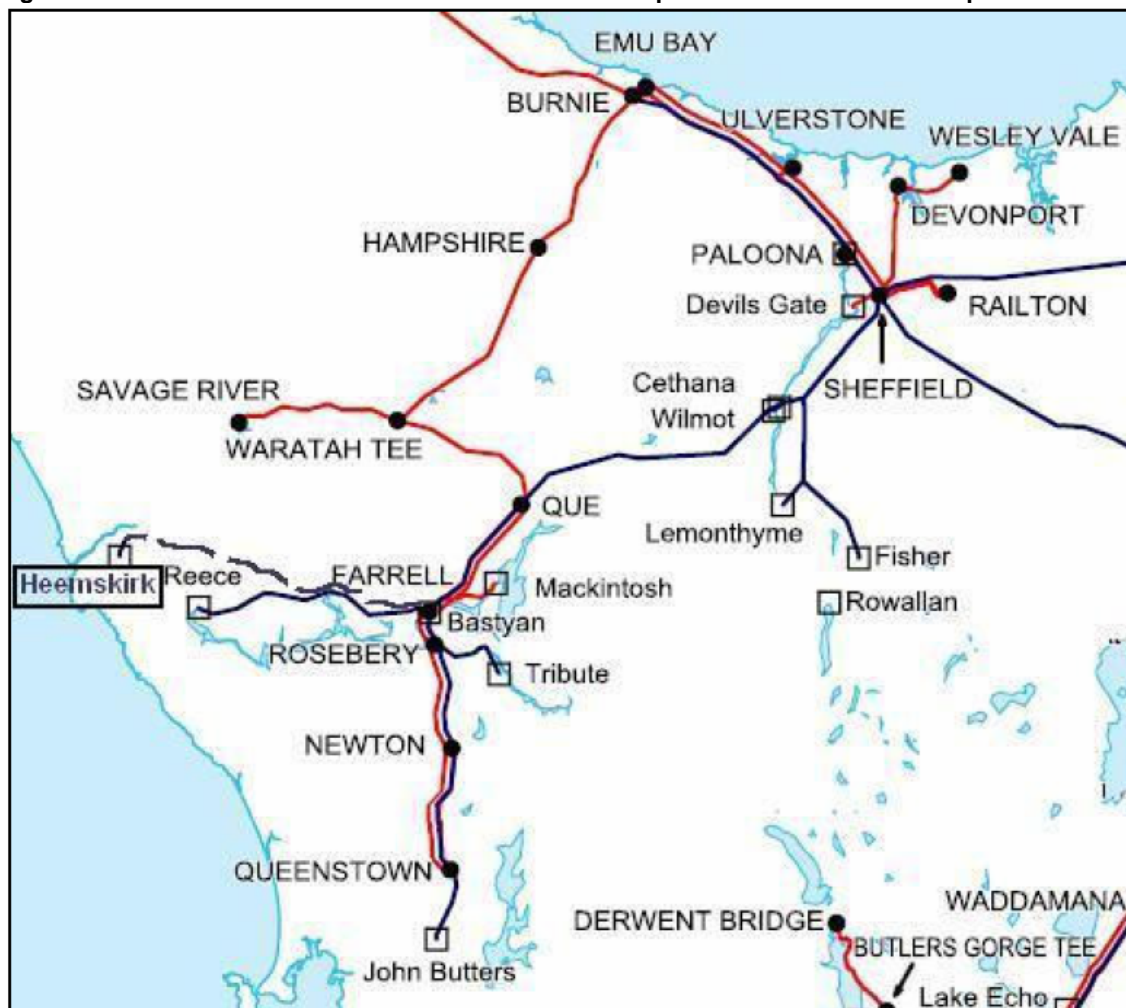 EMU BAY
BURNIE
ULVERSTONE
WESLEY VALE
DEVONPORT
HAMPSHIRE
PALOONA
Devils Gate
RAILTON
SHEFFIELD
Cethana
Wilmot
SAVAGE RIVER
WARATAH TEE
QUE
Lemonthyme
Fisher
Heemskirk
Reece
FARRELL
Mackintosh
Bastyan
Rowallan
ROSEBERY
Tribute
NEWTON
QUEENSTOWN
John Butters
DERWENT BRIDGE
WADDAMANA
BUTLERS GORGE TEE
Lake Echo